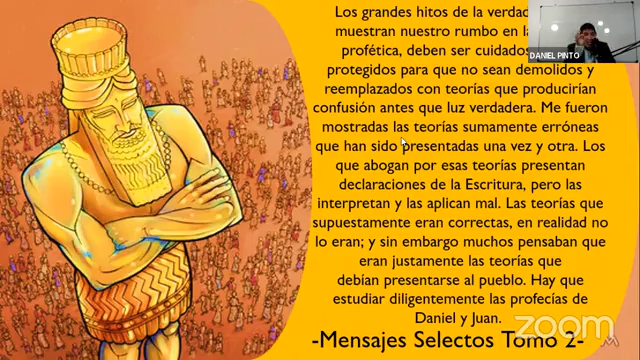 Los grandes hitos de la verdad
muestran nuestro rumbo en la
profética, deben ser
protegidos para que no sean demolidos y
reemplazados con teorías que producirían
confusión antes que luz verdadera. Me fueron
mostradas las teorías sumamente erróneas
que han sido presentadas una vez y otra. Los
que abogan por esas teorías presentan
declaraciones de la Escritura, pero las
interpretan y las aplican mal. Las teorías que
supuestamente eran correctas, en realidad no
lo eran; y sin embargo muchos pensaban que
eran justamente las teorías que
debían presentarse al pueblo. Hay que
estudiar diligentemente las profecías de
Daniel y Juan.
-Mensajes Selectos Tomo 2-
DANIEL PINTO
zoom